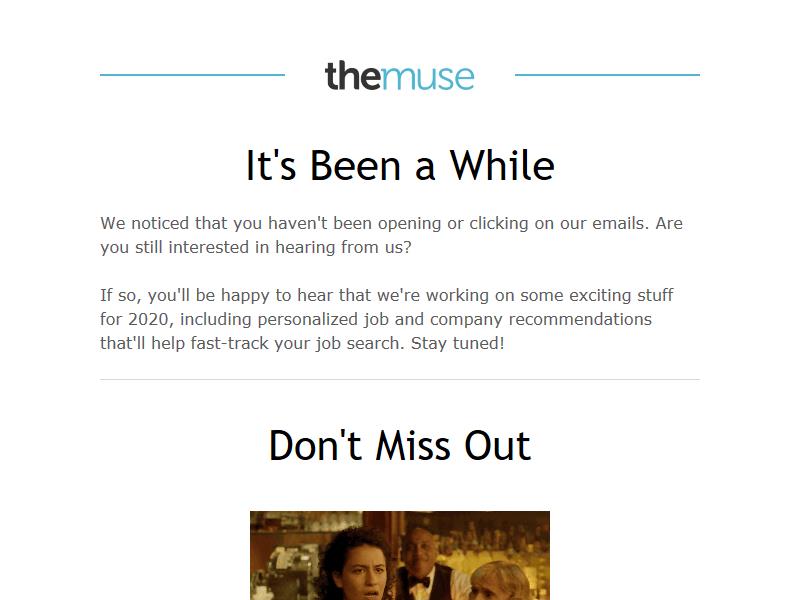 themuse
It's Been a While
We noticed that you haven't been opening or clicking on our emails. Are
you still interested in hearing from us?
If so, you'll be happy to hear that we're working on some exciting stuff
for 2020, including personalized job and company recommendations
that'll help fast-track your job search. Stay tuned!
Don't Miss Out